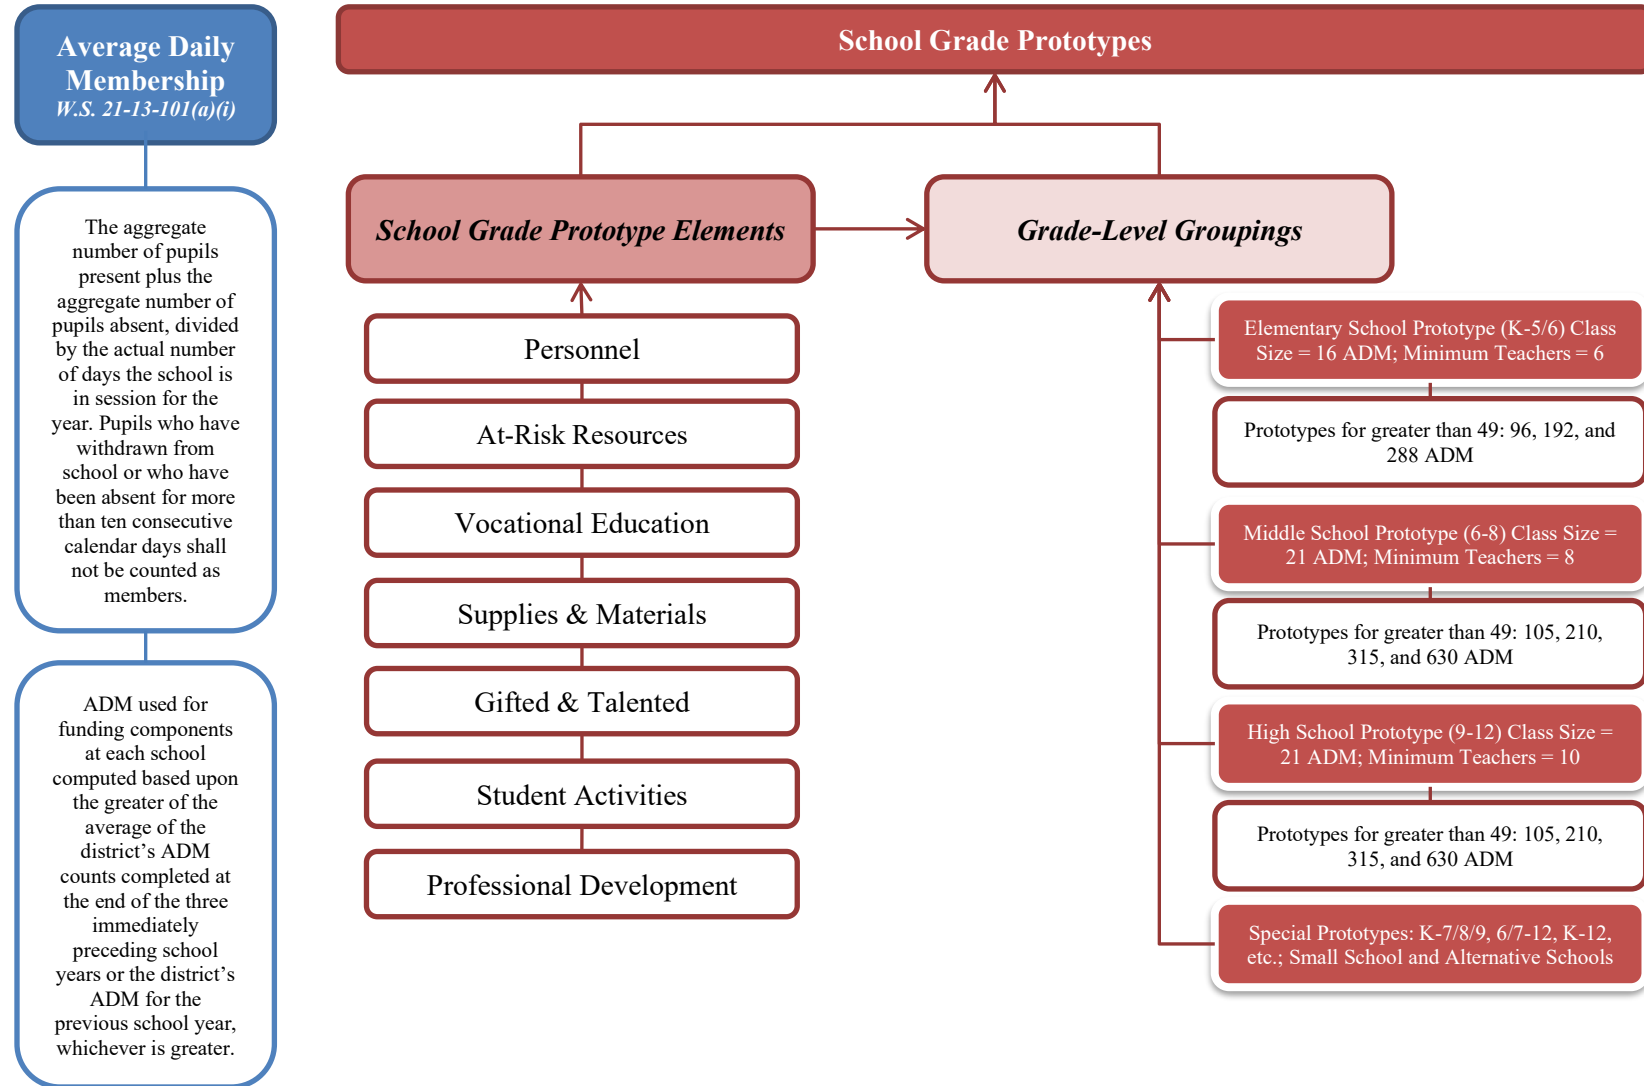 Average Daily
Membership
W.S. 21-13-101(a)(i)
The aggregate
number of pupils
present plus the
aggregate number of
pupils absent, divided
by the actual number
of days the school is
in session for the
year. Pupils who have
withdrawn from
school or who have
been absent for more
than ten consecutive
calendar days shall
not be counted as
members.
ADM used for
funding components
at each school
computed based upon
the greater of the
average of the
district’s ADM
counts completed at
the end of the three
immediately
preceding school
years or the district’s
ADM for the
previous school year,
whichever is greater.
School Grade Prototypes
School Grade Prototype Elements
Personnel
At-Risk Resources
Vocational Education
Supplies & Materials
Gifted & Talented
Student Activities
Professional Development
Grade-Level Groupings
Elementary School Prototype (K-5/6) Class
Size = 16 ADM; Minimum Teachers = 6
Prototypes for greater than 49: 96, 192, and
288 ADM
Middle School Prototype (6-8) Class Size =
21 ADM; Minimum Teachers = 8
Prototypes for greater than 49: 105, 210,
315, and 630 ADM
High School Prototype (9-12) Class Size =
21 ADM; Minimum Teachers = 10
Prototypes for greater than 49: 105, 210,
315, and 630 ADM
Special Prototypes: K-7/8/9, 6/7-12, K-12,
etc.; Small School and Alternative Schools